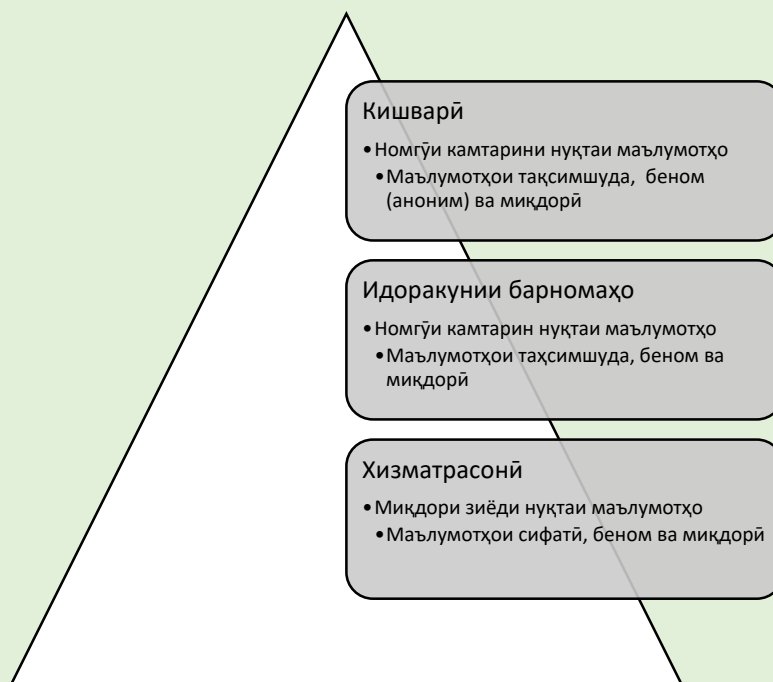 Кишварӣ
•Номгӯи камтарини нуқтаи маълумотҳо
•Маълумотҳои тақсимшуда, беном
(аноним) ва миқдорӣ
Идоракунии барномаҳо
•Номгӯи камтарин нуқтаи маълумотҳо
•Маълумотҳои таҳсимшуда, беном ва
миқдорӣ
Хизматрасонӣ
•Миқдори зиёди нуқтаи маълумотҳо
•Маълумотҳои сифатӣ, беном ва миқдорӣ